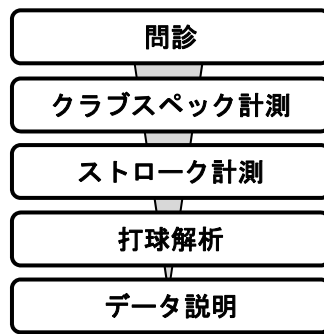 問診
クラブスペック計測
ストローク計測
打球解析
データ説明